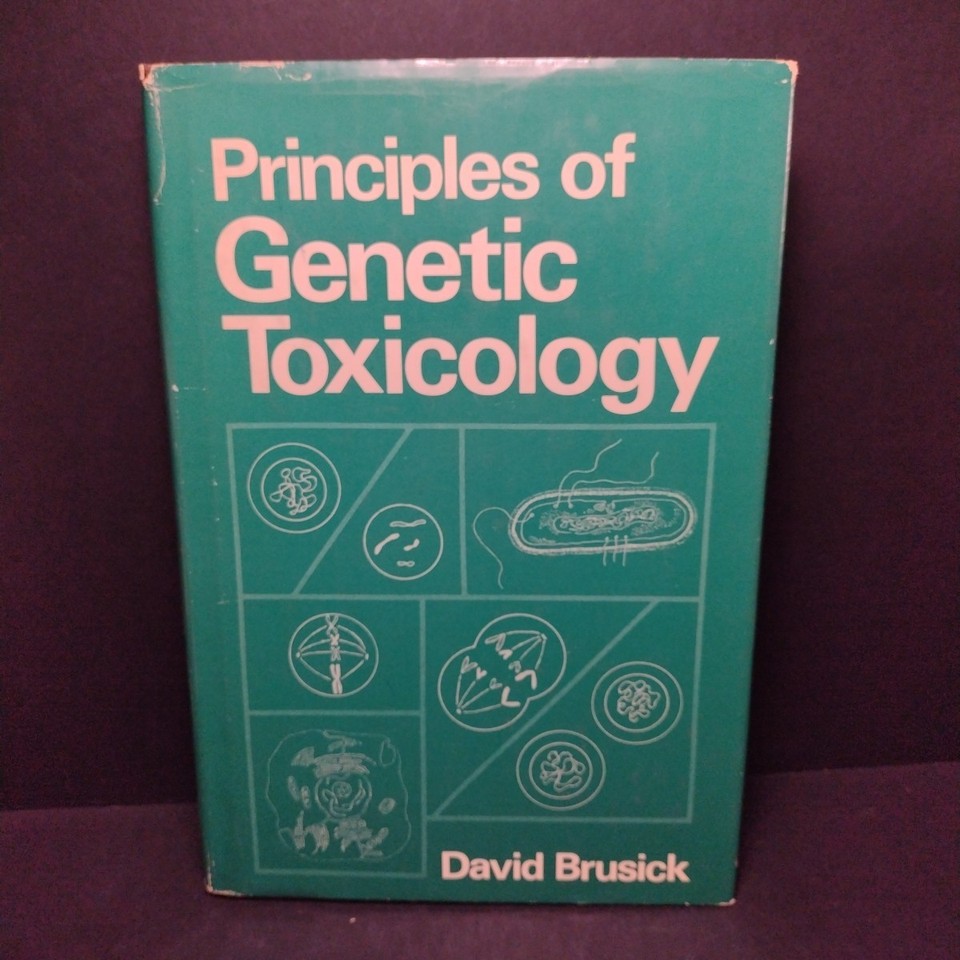 Principles of
Genetic
Toxicology
David Brusick